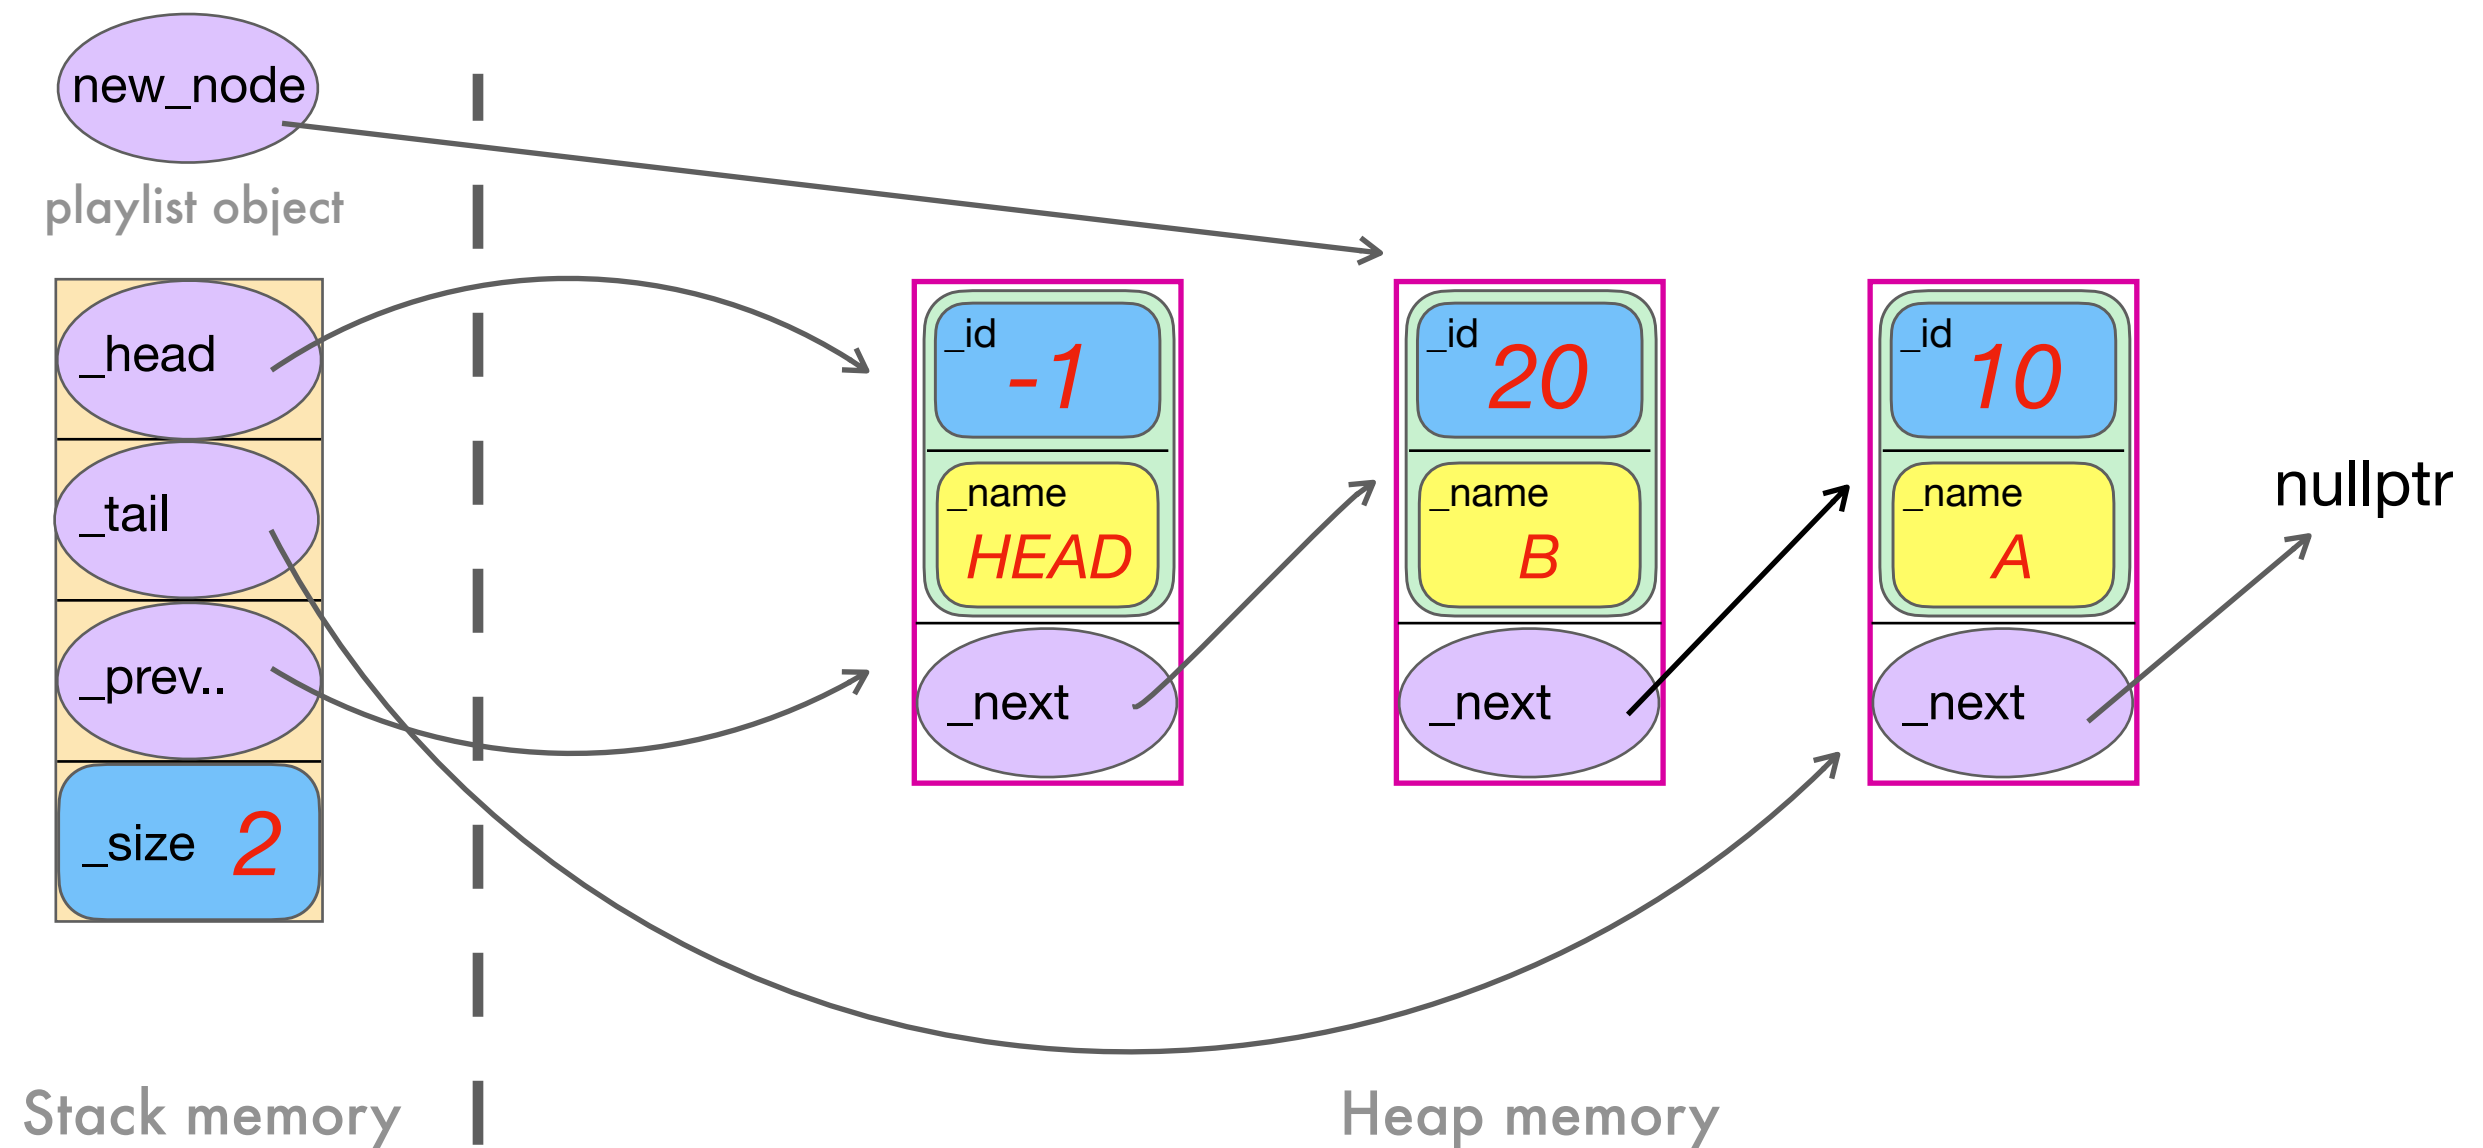 new_node
playlist object
_head
_tail
_prev..
_size 2
_id
-1
_name
HEAD
_next
_id
20
_name
B
_next
_id
10
_name
A
_next
nullptr
Stack memory
Heap memory